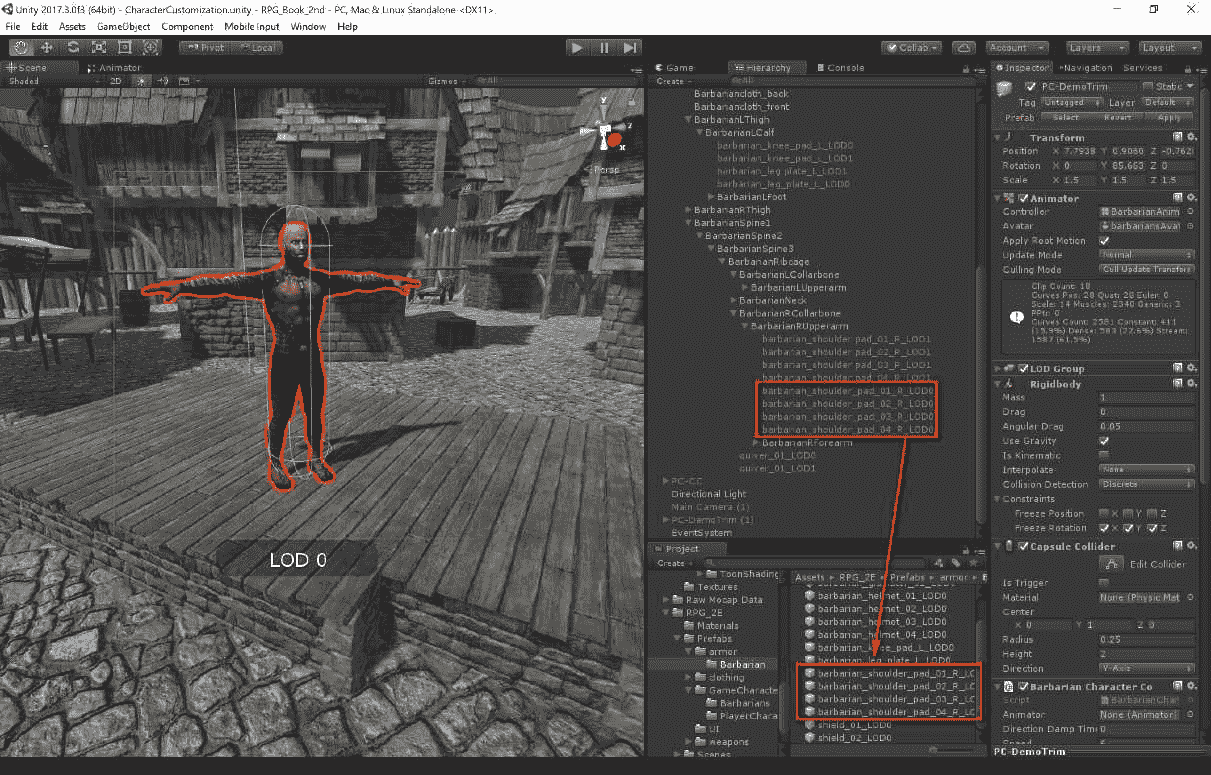 Unity 2017.3.0f3 (64bit) - CharacterCustomization.unity - RPG_Book_2nd - PC, Mac & Linux Standalone <DX11>
File Edit Assets GameObject Component Mobile Input Window Help
Pivot Local Collab Account Layers Layout
Scene Animator
Shaded 2D Gizmos
LOD 0
Persp
Game Hierarchy Console
Create
Barbariancloth_back
Barbariancloth_front
BarbarianLThigh
BarbarianLCalf
barbarian_knee_pad_L_LOD0
barbarian_knee_pad_L_LOD1
barbarian_leg_plate_L_LOD1
barbarian_leg_plate_L_LOD0
BarbarianLFoot
BarbarianRThigh
BarbarianSpine1
BarbarianSpine2
BarbarianSpine3
BarbarianRibcage
BarbarianLCollarbone
BarbarianLUpperarm
BarbarianNeck
BarbarianRCollarbone
BarbarianRUpperarm
barbarian_shoulder_pad_01_R_LOD1
barbarian_shoulder_pad_02_R_LOD1
barbarian_shoulder_pad_03_R_LOD1
barbarian_shoulder_pad_04_R_LOD1
barbarian_shoulder_pad_01_R_LOD0
barbarian_shoulder_pad_02_R_LOD0
barbarian_shoulder_pad_03_R_LOD0
barbarian_shoulder_pad_04_R_LOD0
BarbarianRForearm
quiver_01_LOD0
quiver_01_LOD1
PC-CC
Directional Light
Main Camera (1)
PC-DemoTrim (1)
EventSystem
Project
Create
ToonShading
Textures
Raw Mocap Data
RPG_2E
Materials
Prefabs
armor
Barbarian
clothing
GameCharacte
Barbarians
PlayerChara
UI
weapons
Scenes
Assets RPG_2E Prefabs armor B
barbarian_helmet_01_LOD0
barbarian_helmet_02_LOD0
barbarian_helmet_03_LOD0
barbarian_helmet_04_LOD0
barbarian_knee_pad_L_LOD0
barbarian_leg_plate_L_LOD0
barbarian_shoulder_pad_01_R_LC
barbarian_shoulder_pad_02_R_LC
barbarian_shoulder_pad_03_R_LC
barbarian_shoulder_pad_04_R_LC
shield_01_LOD0
shield_02_LOD0
Inspector Navigation Services
PC-DemoTrim Static
Tag Untagged Layer Default
Prefab Select Revert Apply
Transform
Position X 7.7938 Y 0.9060 Z -0.762
Rotation X 0 Y 85.663 Z 0
Scale X 1.5 Y 1.5 Z 1.5
Animator
Controller BarbarianAnim
Avatar barbariansAvat
Apply Root Motion
Update Mode Normal
Culling Mode Cull Update Transform
Clip Count: 18
Curves Pos: 28 Quat: 28 Euler: 0
Scale: 14 Muscles: 2340 Generic: 3
PPtr: 0
Curves Count: 2581 Constant: 411
(15.9%) Dense: 583 (22.6%) Stream:
1587 (61.5%)
LOD Group
Rigidbody
Mass 1
Drag 0
Angular Drag 0.05
Use Gravity
Is Kinematic
Interpolate None
Collision Detection Discrete
Constraints
Freeze Position X Y Z
Freeze Rotation X Y Z
Capsule Collider
Edit Collider
Is Trigger
Material None (Physic Mat
Center
X 0 Y 1 Z 0
Radius 0.25
Height 2
Direction Y-Axis
Barbarian Character Co
Script BarbarianChar
Animator None (Animator)
Direction Damp Time 0
Speed 6
PC-DemoTrim